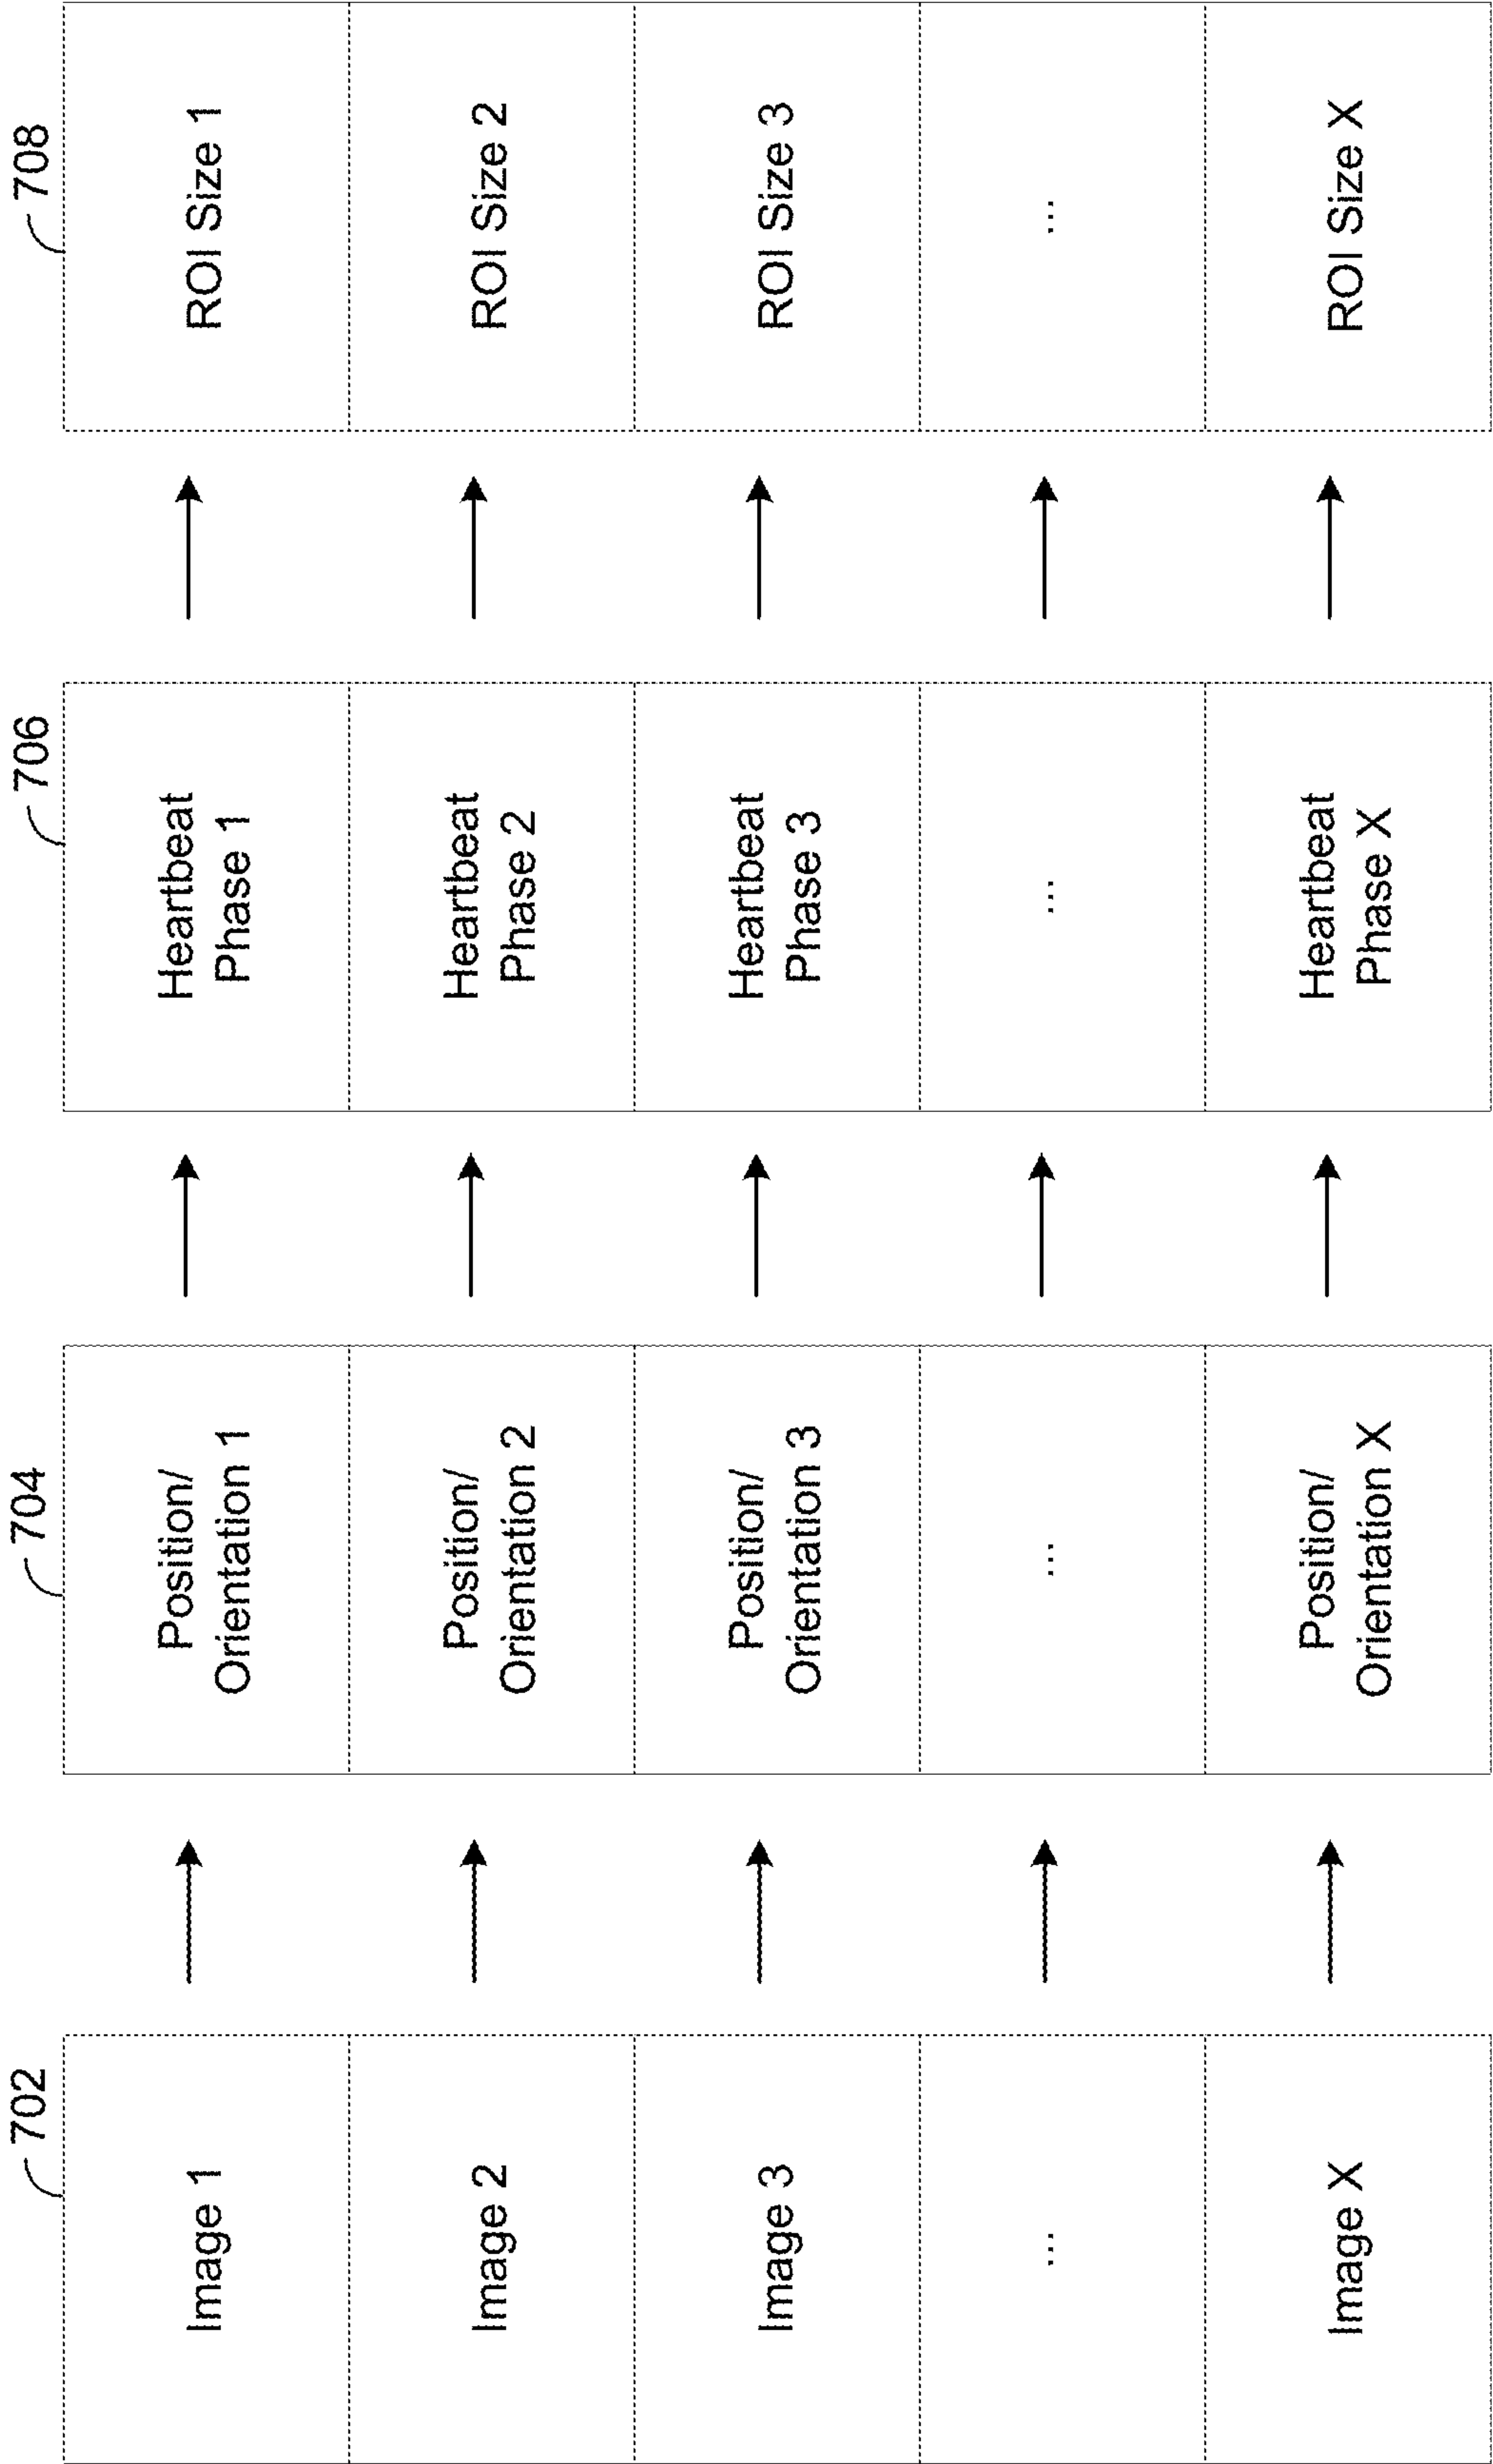 702
704
706
708
Image 1
Position/
Orientation 1
Heartbeat
Phase 1
ROI Size 1
Image 2
Position/
Orientation 2
Heartbeat
Phase 2
ROI Size 2
Image 3
Position/
Orientation 3
Heartbeat
Phase 3
ROI Size 3
...
...
...
...
Image X
Position/
Orientation X
Heartbeat
Phase X
ROI Size X